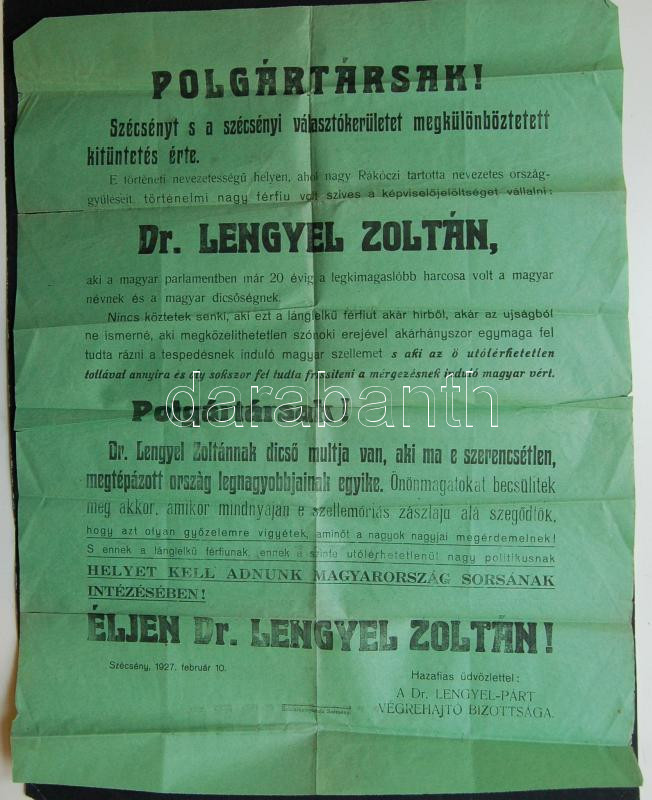 POLGÁRTÁRSAK!
Szécsényt s a szécsényi választókerületet megkülönböztetett
kitüntetés érte.
E történeti nevezetességű helyen, ahol nagy Rákóczi tartotta nevezetes ország-
gyüléseit történelmi nagy férfiu volt szives a képviselőjelöltséget vállalni:
Dr. LENGYEL ZOLTÁN,
aki a magyar parlamentben már 20 évig a legkimagaslóbb harcosa volt a magyar
névnek és a magyar dicsőségnek.
Nincs köztetek senki, aki ezt a lánglelkű férfiut akár hirből, akár az ujságból
ne ismerné, aki megközelithetetlen szónoki erejével akárhányszor egymaga fel
tudta rázni a tespedésnek induló magyar szellemet s aki az ő utólérhetetlen
tollával annyira és oly sokszor fel tudta frissiteni a mérgezésnek induló magyar vért.
darabanth
Polgártársak!
Dr. Lengyel Zoltánnak dicső multja van, aki ma e szerencsétlen,
megtépázott ország legnagyobbjainak egyike. Önönmagatokat becsülitek
meg akkor, amikor mindnyájan e szellemóriás zászlaja alá szegődtök,
hogy azt olyan győzelemre vigyétek, aminőt a nagyok nagyjai megérdemelnek!
S ennek a lánglelkű férfiunak, ennek a szinte utólérhetetlenül nagy politikusnak
HELYET KELL ADNUNK MAGYARORSZÁG SORSÁNAK
INTÉZÉSÉBEN!
ÉLJEN Dr. LENGYEL ZOLTÁN!
Szécsény, 1927. február 10.
Hazafias üdvözlettel:
A Dr. LENGYEL-PÁRT
VÉGREHAJTÓ BIZOTTSÁGA.